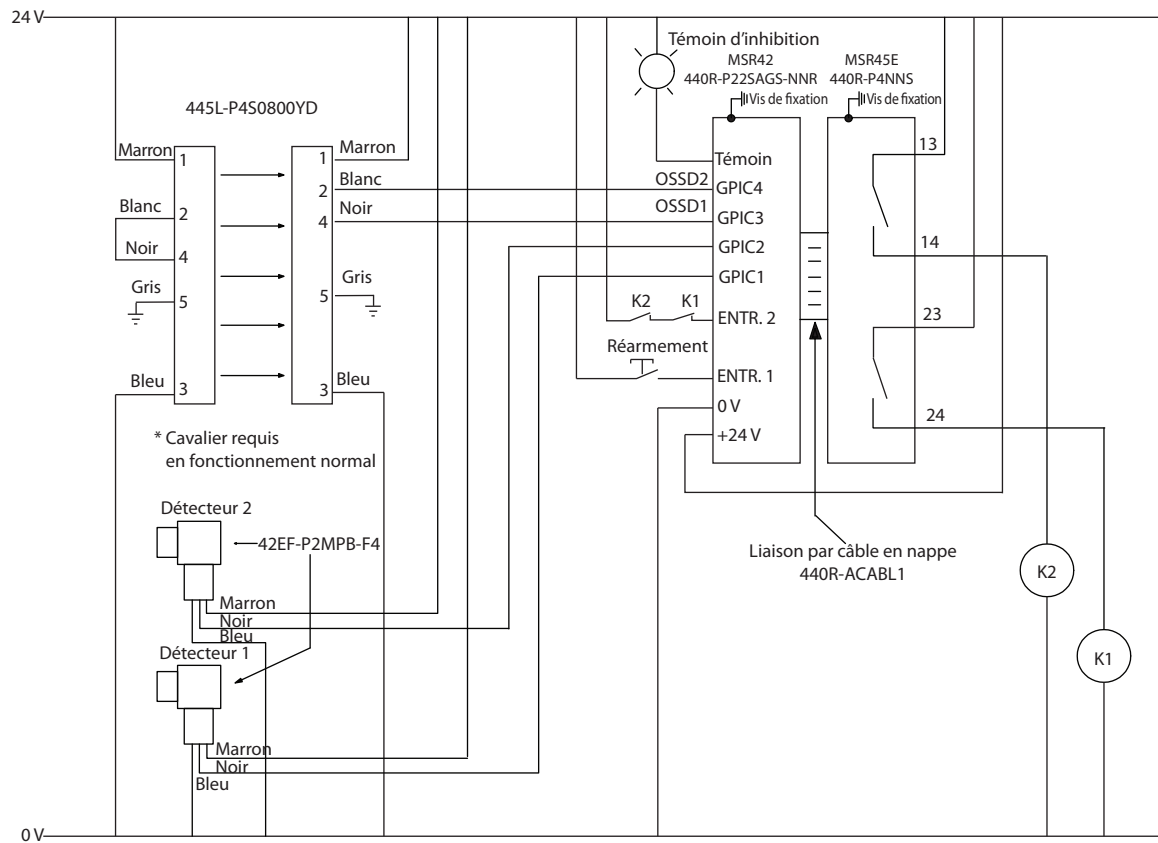 24 V
Témoin d'inhibition
MSR42
440R-P22SAGS-NNR
MSR45E
440R-P4NNS
Vis de fixation
Vis de fixation
445L-P4S0800YD
Marron
1
1
Marron
Blanc
2
2
Blanc
Noir
4
4
Noir
Gris
5
5
Gris
Bleu
3
3
Bleu
OSSD2
OSSD1
Témoin
GPIC4
GPIC3
GPIC2
GPIC1
K2
K1
ENTR. 2
Réarmement
ENTR. 1
0 V
+24 V
13
14
23
24
* Cavalier requis
en fonctionnement normal
Détecteur 2
42EF-P2MPB-F4
Marron
Noir
Bleu
Détecteur 1
Marron
Noir
Bleu
Liaison par câble en nappe
440R-ACABL1
K2
K1
0 V